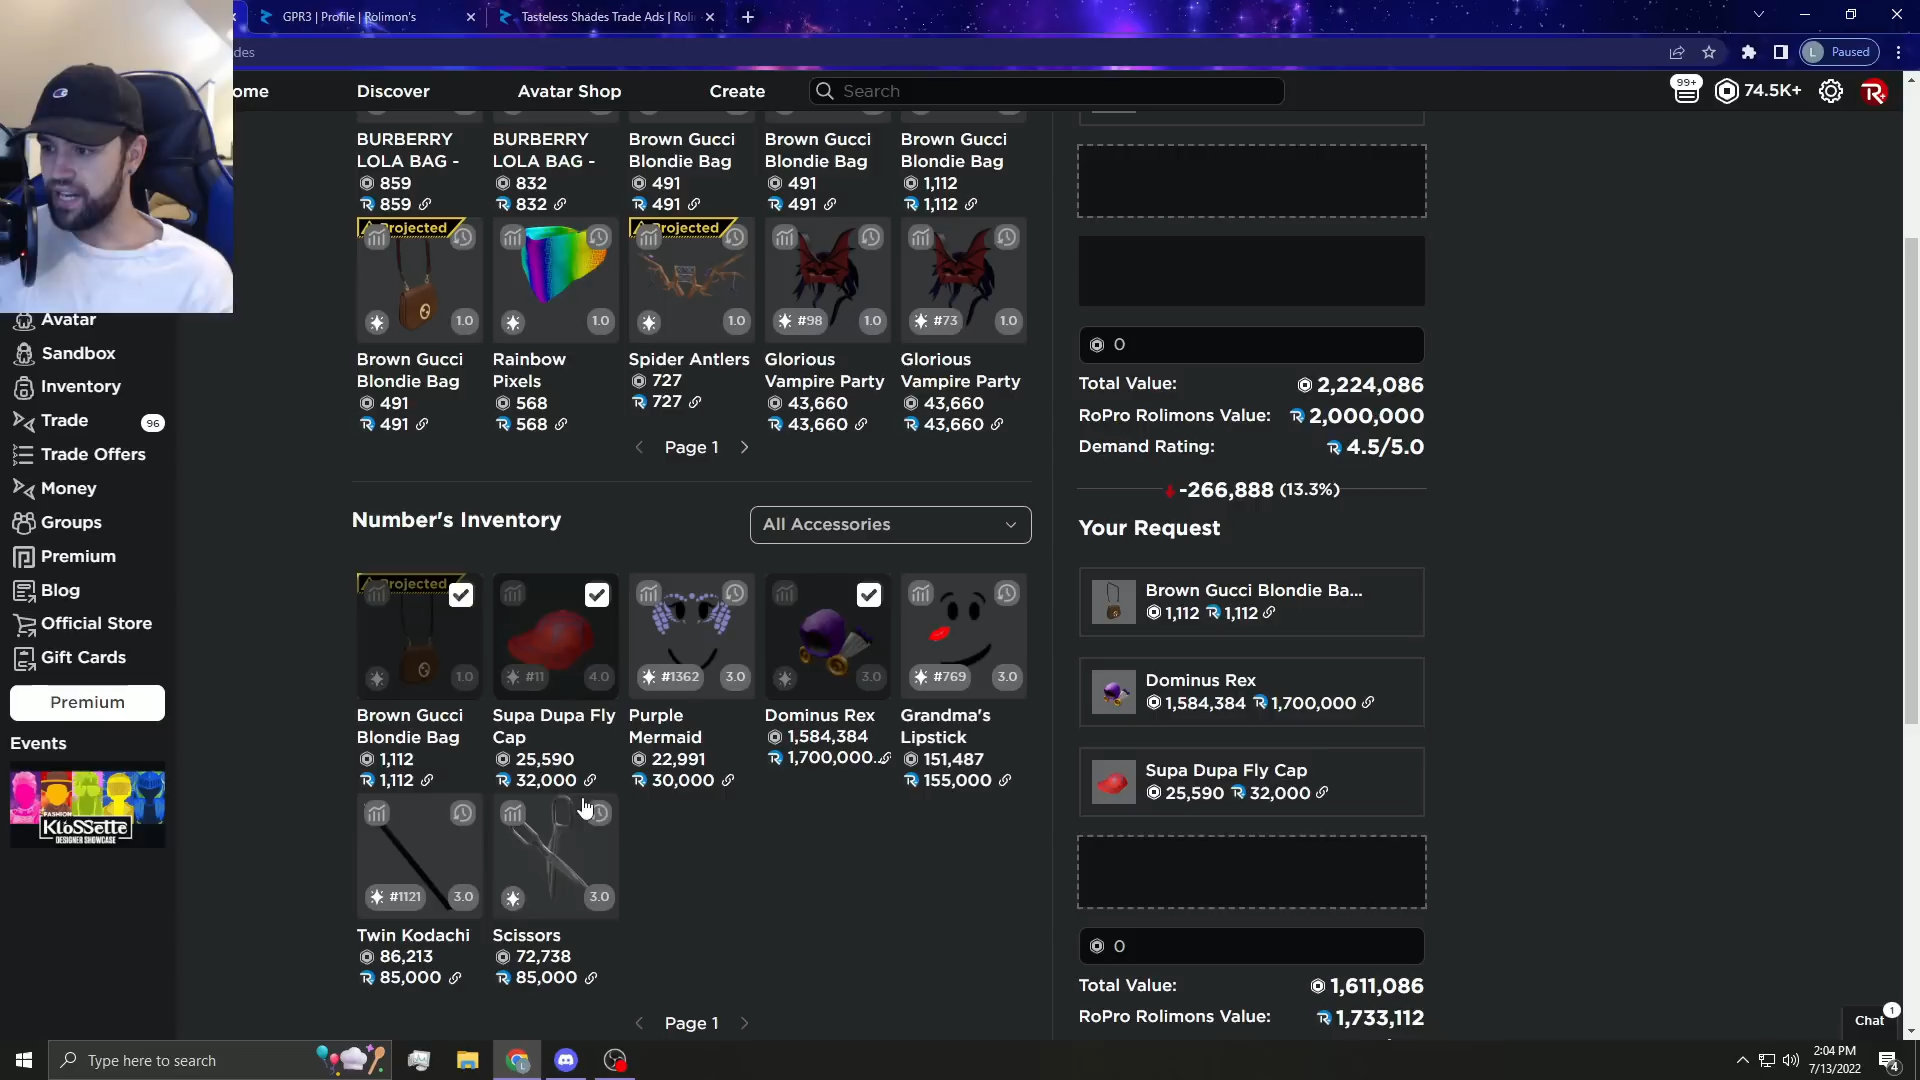 GPR3 | Profile | Rolimon's
Tasteless Shades Trade Ads | Roli
des
Paused
L
ome
Discover
Avatar Shop
Create
Search
99+
74.5K+
BURBERRY
LOLA BAG -
859
859
BURBERRY
LOLA BAG -
832
832
Brown Gucci
Blondie Bag
491
491
Brown Gucci
Blondie Bag
491
491
Brown Gucci
Blondie Bag
1,112
1,112
Projected
1.0
Brown Gucci
Blondie Bag
491
491
1.0
Rainbow
Pixels
568
568
Projected
1.0
Spider Antlers
727
727
#98
1.0
Glorious
Vampire Party
43,660
43,660
#73
1.0
Glorious
Vampire Party
43,660
43,660
Page 1
Avatar
Sandbox
Inventory
Trade
96
Trade Offers
Money
Groups
Premium
Blog
Official Store
Gift Cards
Premium
Events
FASHION
KLOSSETTE
DESIGNER SHOWCASE
Number's Inventory
All Accessories
Projected
1.0
Brown Gucci
Blondie Bag
1,112
1,112
#11
4.0
Supa Dupa Fly
Cap
25,590
32,000
#1362
3.0
Purple
Mermaid
22,991
30,000
3.0
Dominus Rex
1,584,384
1,700,000...
#769
3.0
Grandma's
Lipstick
151,487
155,000
#1121
3.0
Twin Kodachi
86,213
85,000
3.0
Scissors
72,738
85,000
Page 1
0
Total Value:
2,224,086
RoPro Rolimons Value:
2,000,000
Demand Rating:
4.5/5.0
-266,888 (13.3%)
Your Request
Brown Gucci Blondie Ba...
1,112 1,112
Dominus Rex
1,584,384 1,700,000
Supa Dupa Fly Cap
25,590 32,000
0
Total Value:
1,611,086
RoPro Rolimons Value:
1,733,112
Chat
1
Type here to search
2:04 PM
7/13/2022
4